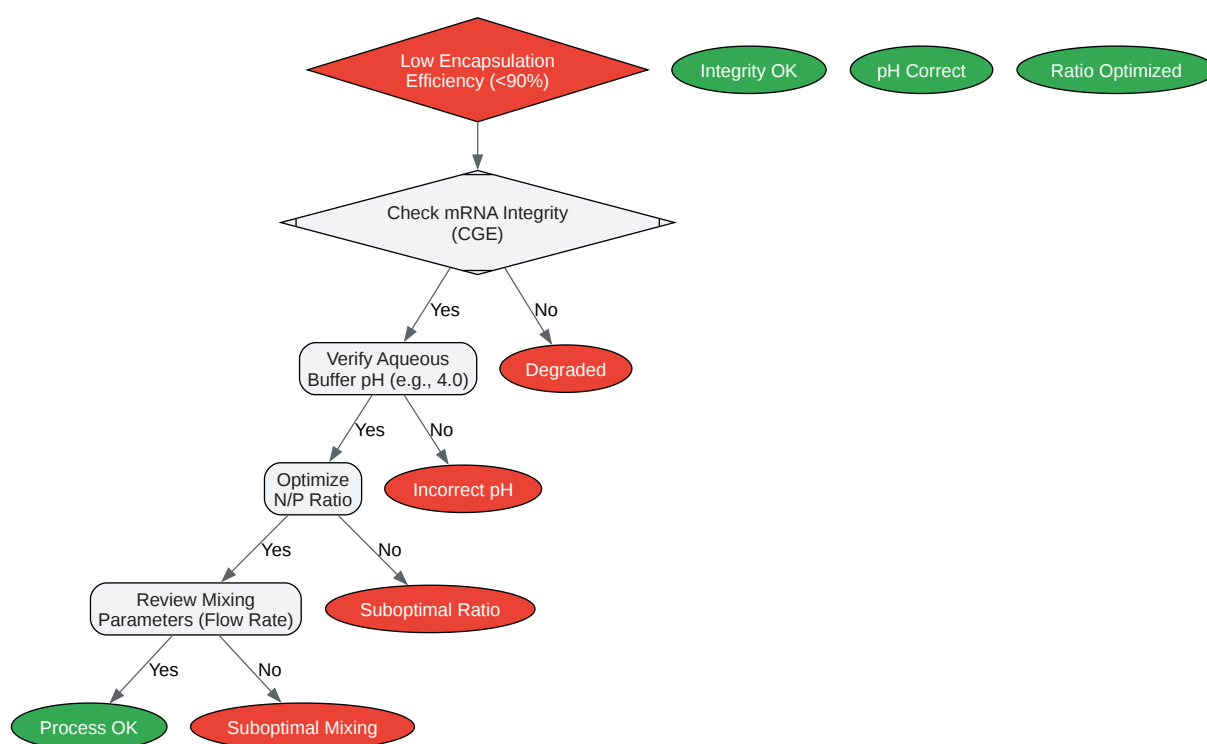 Low Encapsulation
Efficiency (<90%)
Integrity OK
pH Correct
Ratio Optimized
Check mRNA Integrity
(CGE)
Yes
No
Verify Aqueous
Buffer pH (e.g., 4.0)
Degraded
Yes
No
Optimize
N/P Ratio
Incorrect pH
Yes
No
Review Mixing
Parameters (Flow Rate)
Suboptimal Ratio
Yes
No
Process OK
Suboptimal Mixing